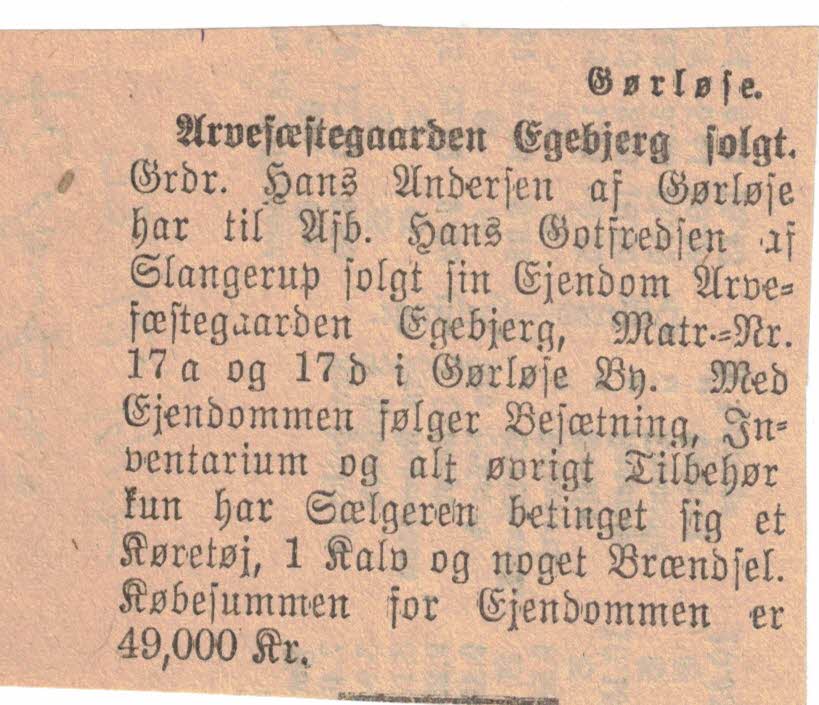 Gørløse.
Arvefæstegaarden Egebjerg solgt.
Grdr. Hans Andersen af Gørløse
har til Afb. Hans Gotfredsen af
Slangerup solgt sin Ejendom Arve-
fæstegaarden Egebjerg, Matr.-Nr.
17 a og 17 d i Gørløse By. Med
Ejendommen følger Besætning, In-
ventarium og alt øvrigt Tilbehør
kun har Sælgeren betinget sig et
Køretøj, 1 Kalv og noget Brændsel.
Købesummen for Ejendommen er
49,000 Kr.